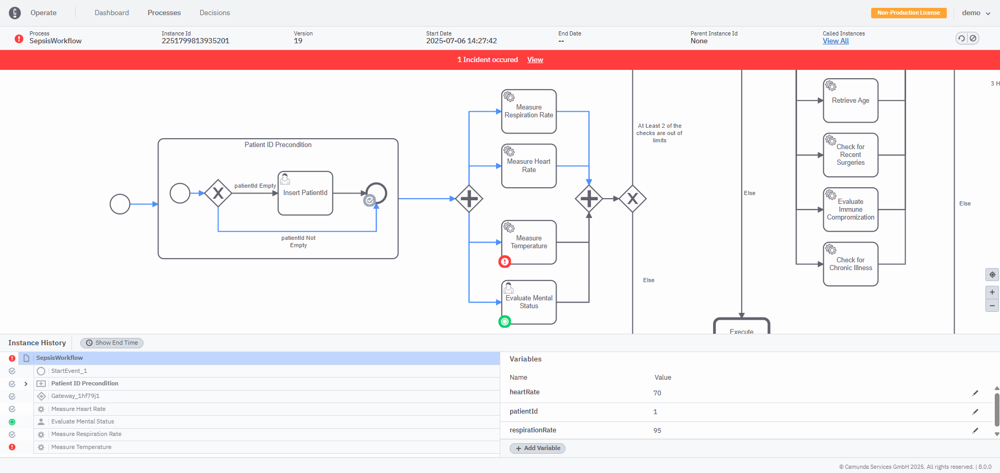 Operate
Dashboard
Processes
Decisions
Non-Production License
demo
Process
SepsisWorkflow
Instance Id
2251799813935201
Version
19
Start Date
2025-07-06 14:27:42
End Date
--
Parent Instance Id
None
Called Instances
View All
1 Incident occured View
Patient ID Precondition
patientId Empty
Insert PatientId
patientId Not
Empty
Measure
Respiration Rate
Measure Heart
Rate
Measure
Temperature
Evaluate Mental
Status
At Least 2 of the
checks are out of
limits
Else
Else
Execute
Retrieve Age
Check for
Recent
Surgeries
Evaluate
Immune
Compromization
Check for
Chronic Illness
Else
3 H
Instance History
Show End Time
SepsisWorkflow
StartEvent_1
Patient ID Precondition
Gateway_1hf79j1
Measure Heart Rate
Evaluate Mental Status
Measure Respiration Rate
Measure Temperature
Variables
Name Value
heartRate 70
patientId 1
respirationRate 95
+ Add Variable
© Camunda Services GmbH 2025. All rights reserved. | 8.0.0